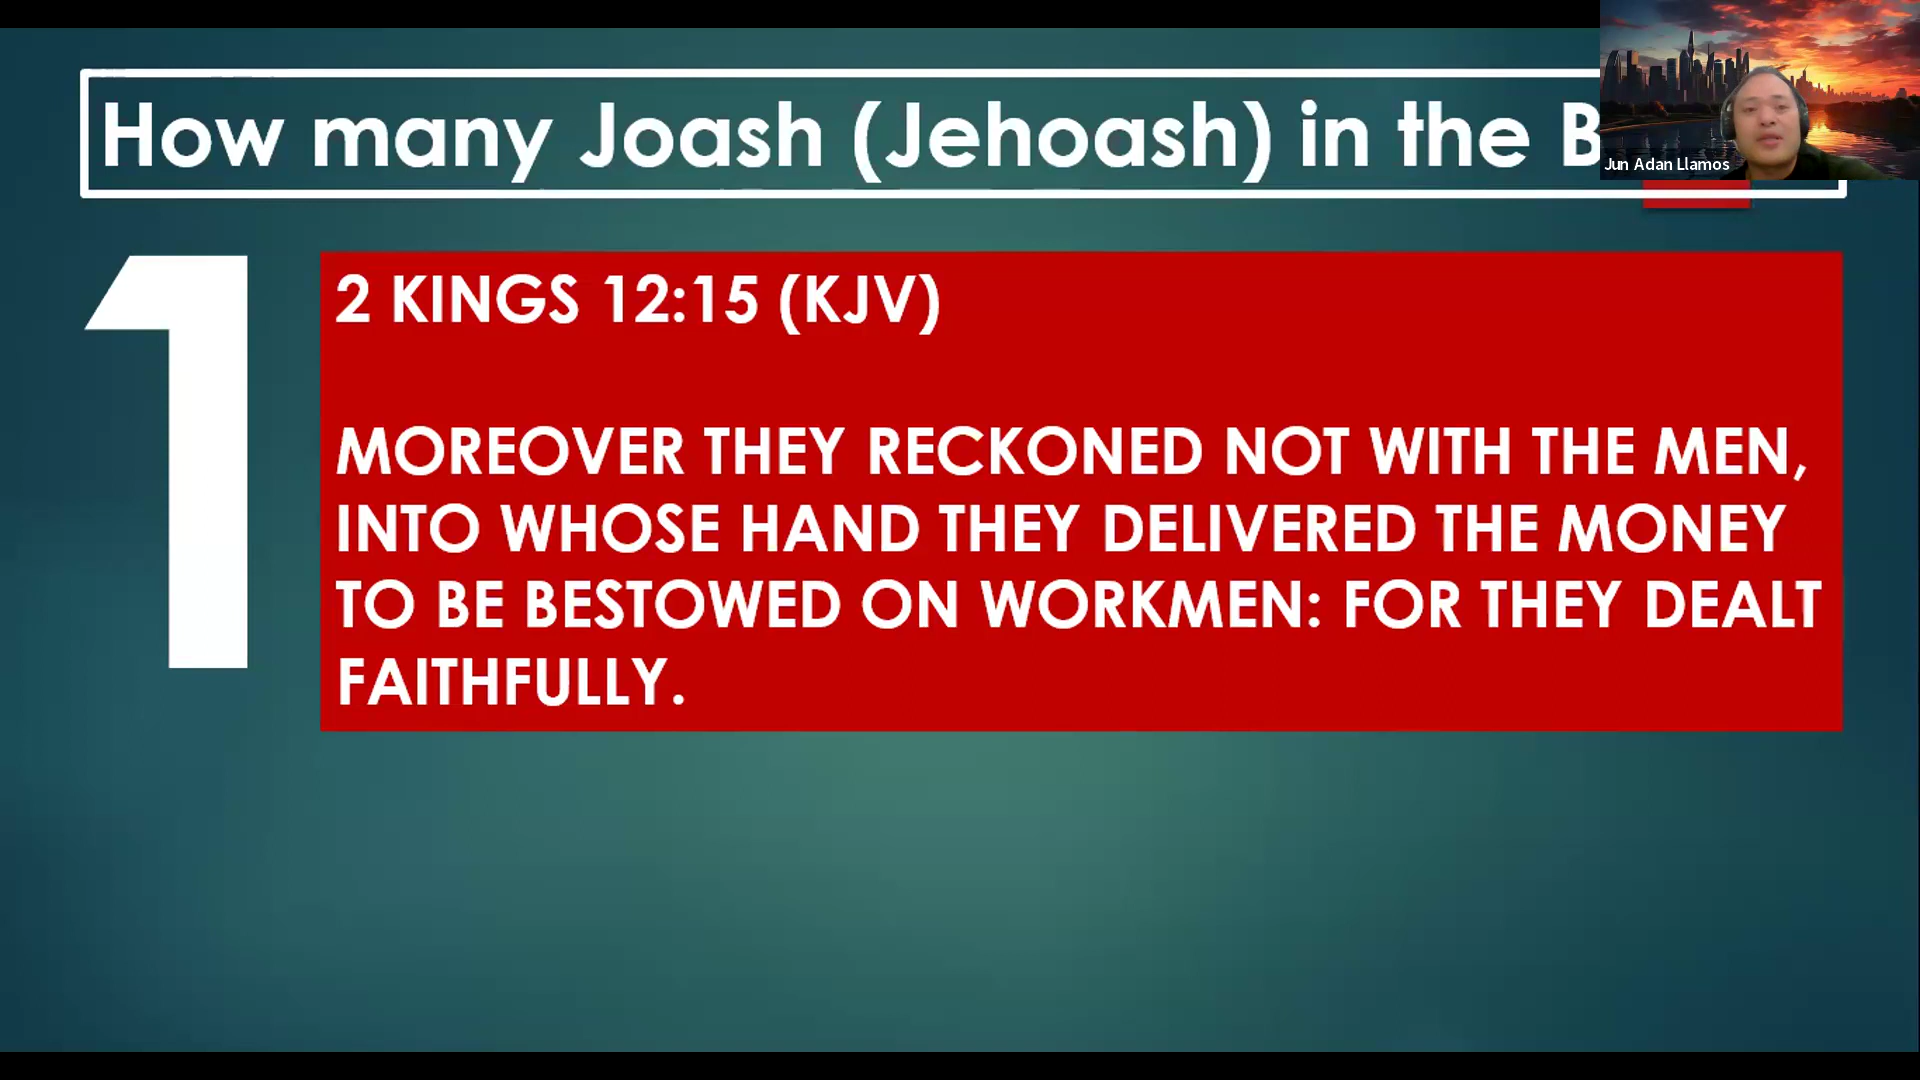 How many Joash (Jehoash) in the
Jun Adan Llamos
1
2 KINGS 12:15 (KJV)
MOREOVER THEY RECKONED NOT WITH THE MEN,
INTO WHOSE HAND THEY DELIVERED THE MONEY
TO BE BESTOWED ON WORKMEN: FOR THEY DEALT
FAITHFULLY.